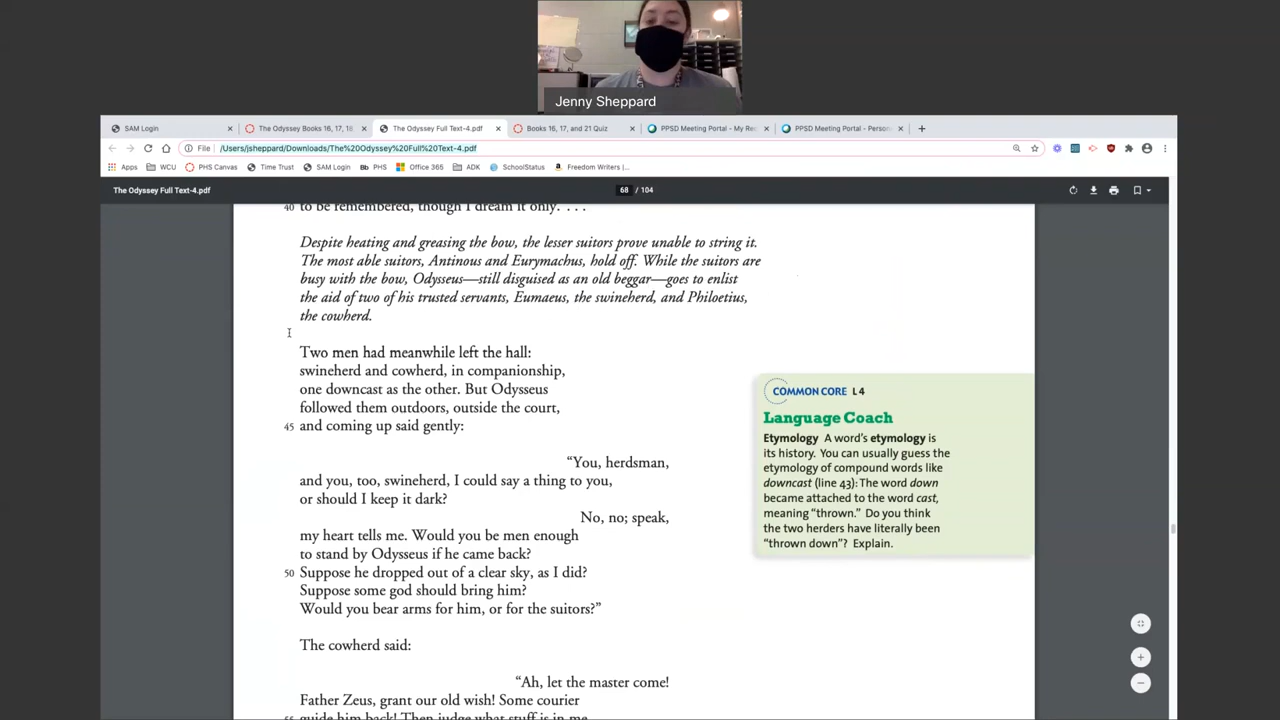 Jenny Sheppard
SAM Login
The Odyssey Books 16, 17, 18
The Odyssey Full Text-4.pdf
Books 16, 17, and 21 Quiz
PPSD Meeting Portal - My Re
PPSD Meeting Portal - Person
File /Users/jsheppard/Downloads/The%20Odyssey%20Full%20Text-4.pdf
Apps WCU PHS Canvas Time Trust SAM Login PHS Office 365 ADK SchoolStatus Freedom Writers |...
The Odyssey Full Text-4.pdf
68 / 104
40 to be remembered, though I dream it only. . . .
Despite heating and greasing the bow, the lesser suitors prove unable to string it.
The most able suitors, Antinous and Eurymachus, hold off. While the suitors are
busy with the bow, Odysseus—still disguised as an old beggar—goes to enlist
the aid of two of his trusted servants, Eumaeus, the swineherd, and Philoetius,
the cowherd.
Two men had meanwhile left the hall:
swineherd and cowherd, in companionship,
one downcast as the other. But Odysseus
followed them outdoors, outside the court,
45 and coming up said gently:
“You, herdsman,
and you, too, swineherd, I could say a thing to you,
or should I keep it dark?
No, no; speak,
my heart tells me. Would you be men enough
to stand by Odysseus if he came back?
50 Suppose he dropped out of a clear sky, as I did?
Suppose some god should bring him?
Would you bear arms for him, or for the suitors?”
The cowherd said:
“Ah, let the master come!
Father Zeus, grant our old wish! Some courier
55 guide him back! Then judge what stuff is in me
COMMON CORE L 4
Language Coach
Etymology A word’s etymology is
its history. You can usually guess the
etymology of compound words like
downcast (line 43): The word down
became attached to the word cast,
meaning “thrown.” Do you think
the two herders have literally been
“thrown down”? Explain.